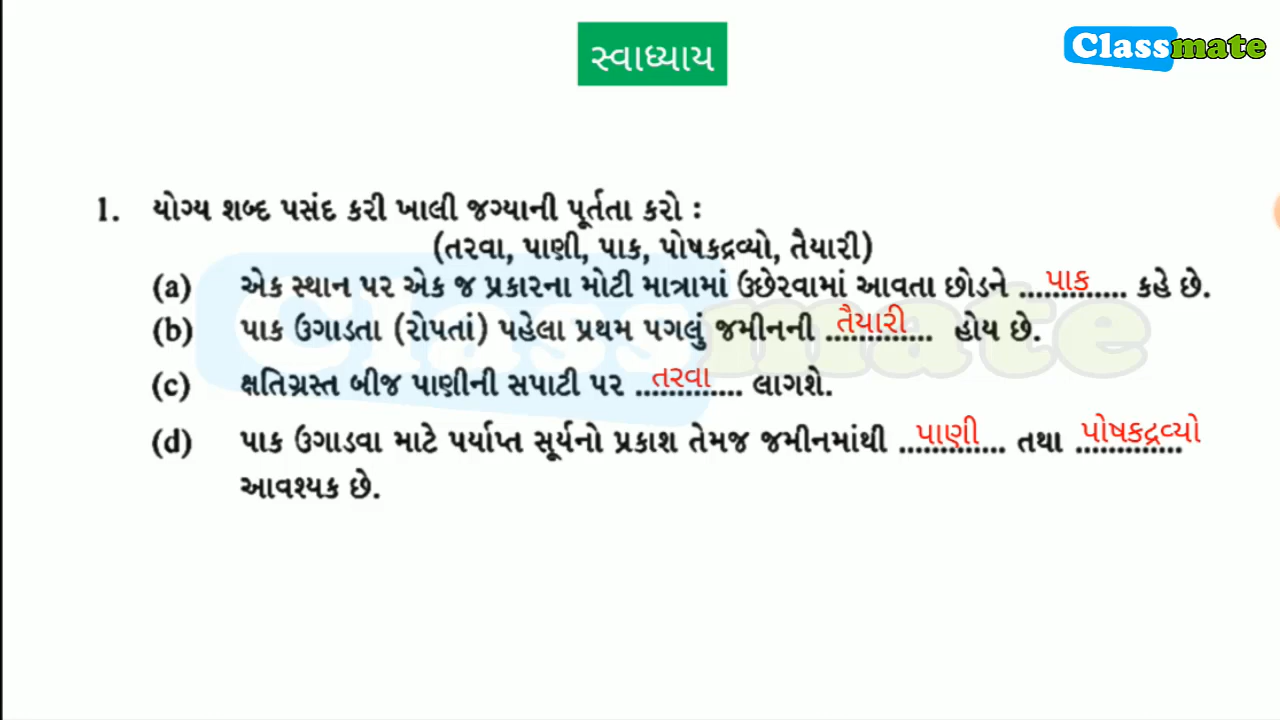 સ્વાધ્યાય
Classmate
1. યોગ્ય શબ્દ પસંદ કરી ખાલી જગ્યાની પૂર્તતા કરો :
(તરવા, પાણી, પાક, પોષકદ્રવ્યો, તૈયારી)
(a) એક સ્થાન પર એક જ પ્રકારના મોટી માત્રામાં ઉછેરવામાં આવતા છોડને ...પાક... કહે છે.
(b) પાક ઉગાડતા (રોપતાં) પહેલા પ્રથમ પગલું જમીનની ...તૈયારી... હોય છે.
(c) ક્ષતિગ્રસ્ત બીજ પાણીની સપાટી પર ...તરવા... લાગશે.
(d) પાક ઉગાડવા માટે પર્યાપ્ત સૂર્યનો પ્રકાશ તેમજ જમીનમાંથી ...પાણી... તથા ...પોષકદ્રવ્યો...
આવશ્યક છે.
Classmate